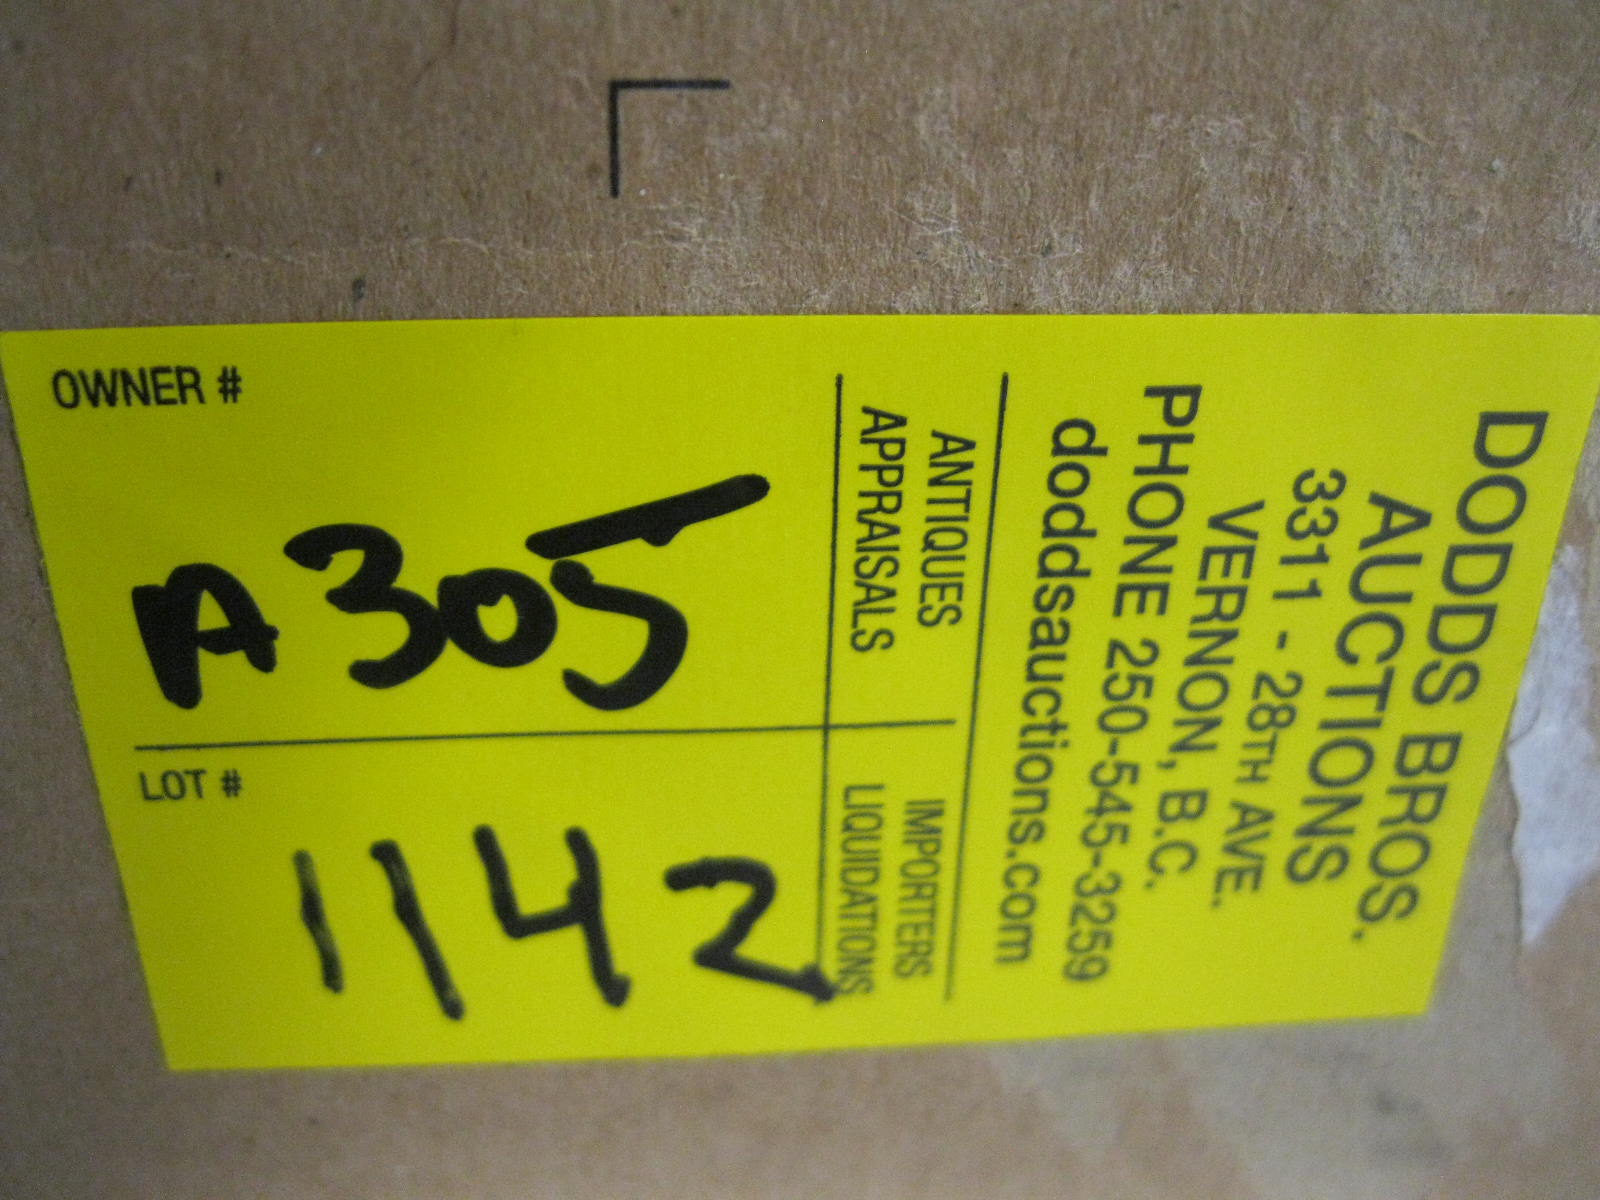 DODDS BROS.
AUCTIONS
3311 - 28TH AVE.
VERNON, B.C.
PHONE 250-545-3259
doddsauctions.com
ANTIQUES
APPRAISALS
IMPORTERS
LIQUIDATIONS
OWNER #
A305
LOT #
1142